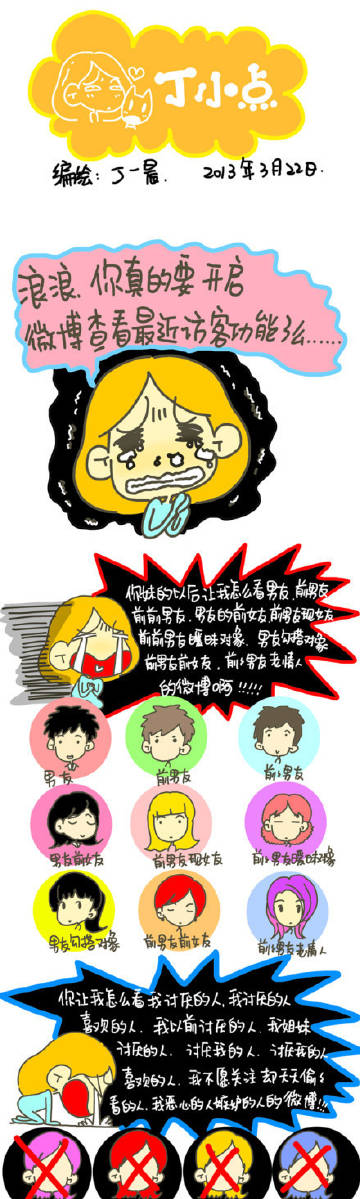 丁小点
编绘:丁一晨. 2013年3月22日.
浪浪.你真的要开启
微博查看最近访客功能么......
你妹的以后让我怎么看男友.前男友
前前男友.男友的前女友.前男友现女友
前前男友暧昧对象.男友勾搭对象
前男友前女友.前前男友老情人
的微博啊!!!!!
男友
前男友
前前男友
男友前女友
前男友现女友
前前男友暧昧对象
男友勾搭对象
前男友前女友
前前男友老情人
你让我怎么看我讨厌的人.我讨厌的人
喜欢的人.我以前讨厌的人.我姐妹
讨厌的人.讨厌我的人.讨厌我的人
喜欢的人.我不愿关注却天天偷偷
看的人.我恶心的人嫉妒的人的微博!!!